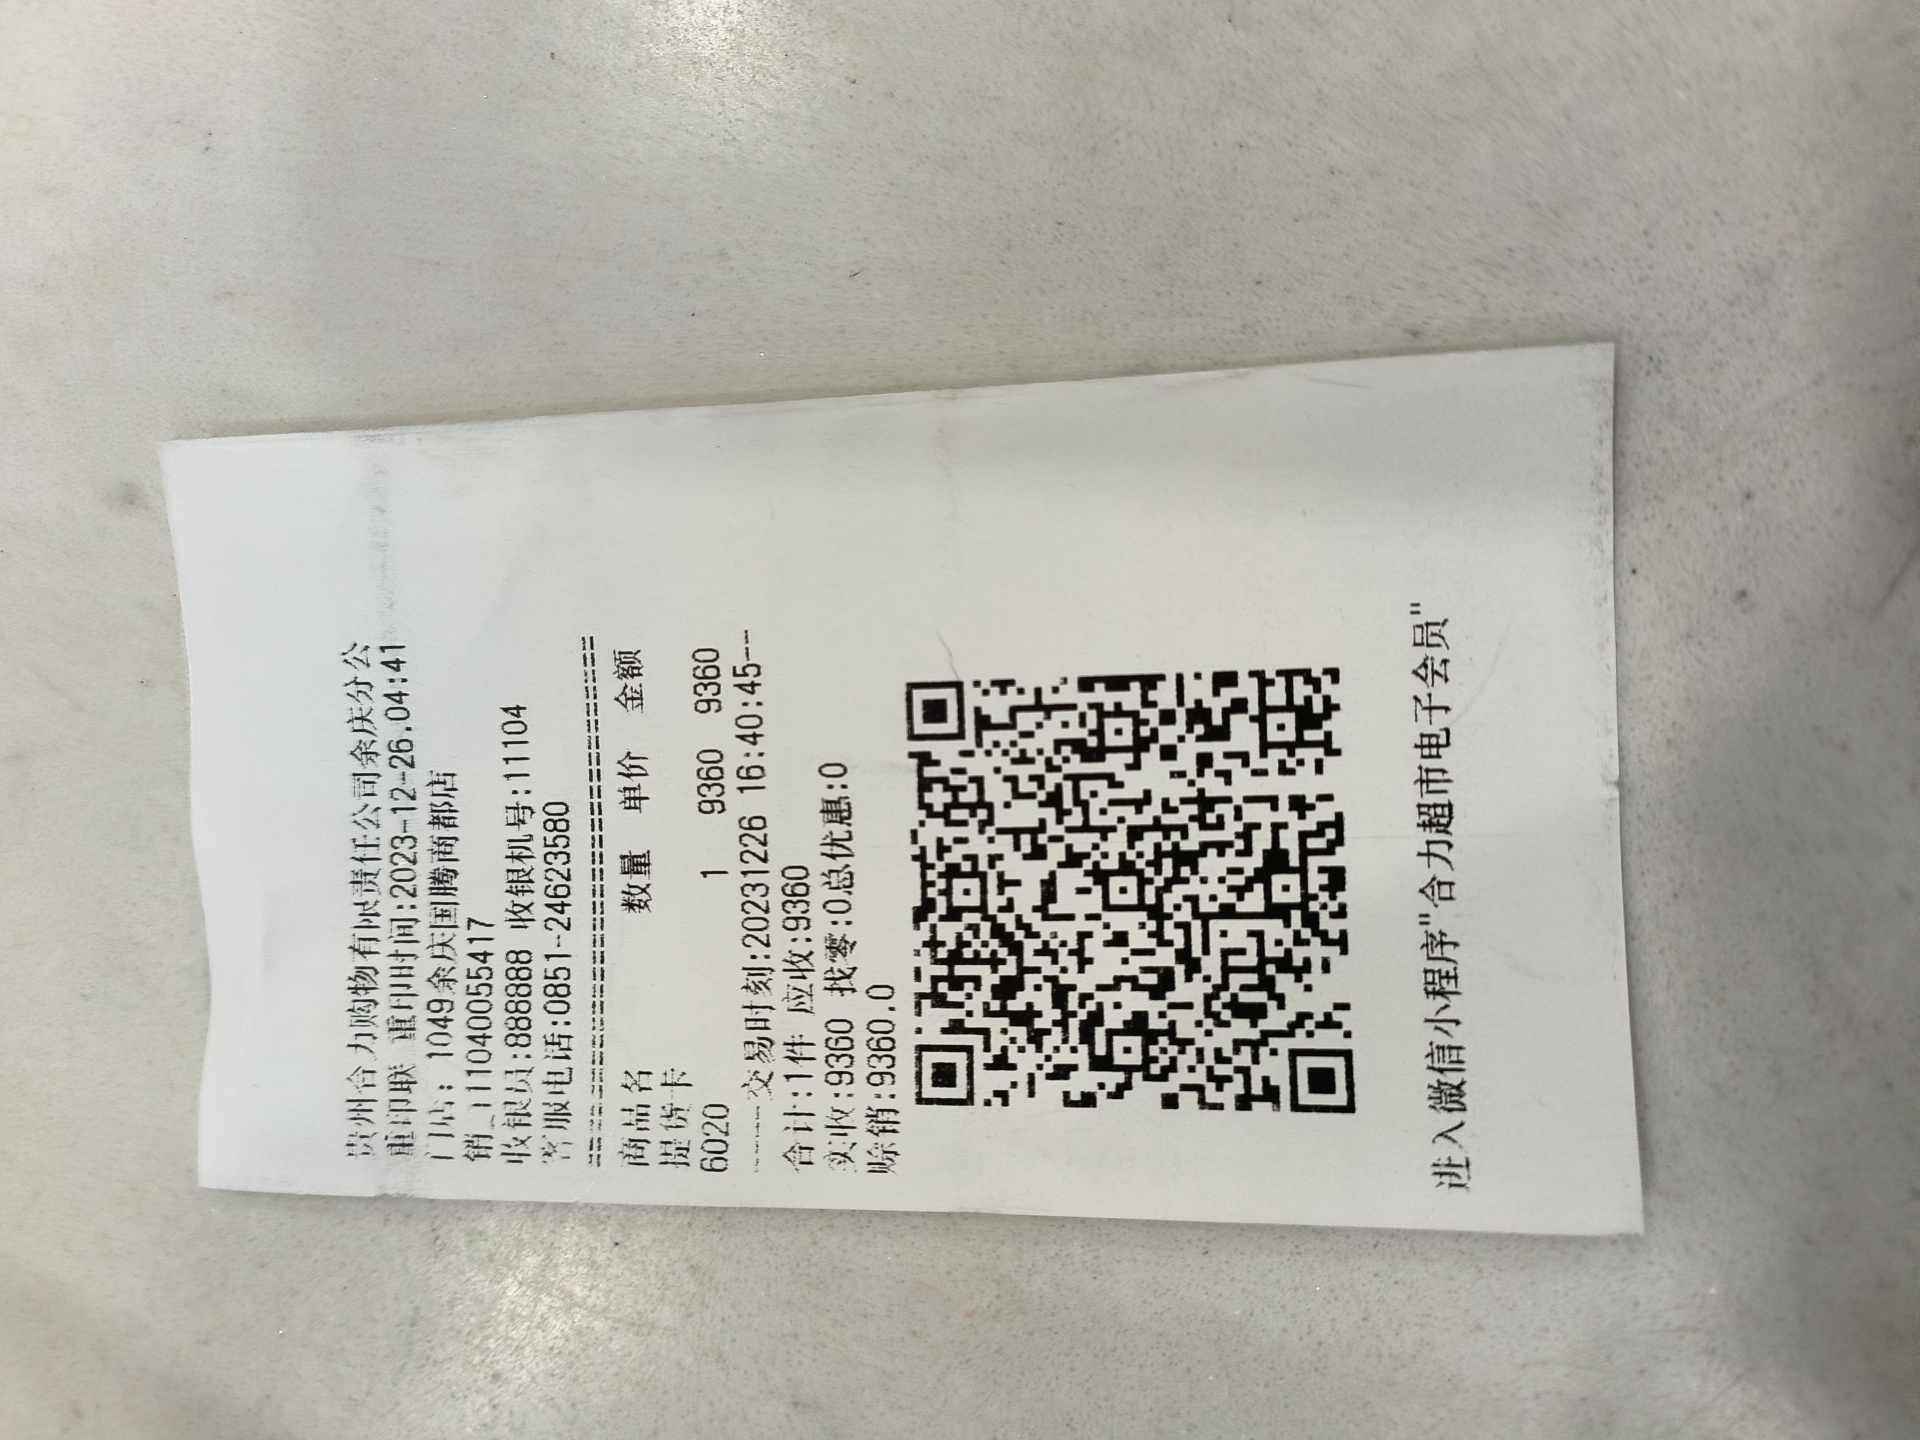 贵州合力购物有限责任公司余庆分公
重印联 重印时间:2023-12-26.04:41
门店: 1049余庆国腾商都店
销_111040055417
收银员:888888 收银机号:11104
客服电话:0851-24623580
================================
商品名 数量 单价 金额
提货卡
6020 1 9360 9360
----交易时刻:20231226 16:40:45--
合计:1件 应收:9360
实收:9360 找零:0总优惠:0
赊销:9360.0
进入微信小程序"合力超市电子会员"